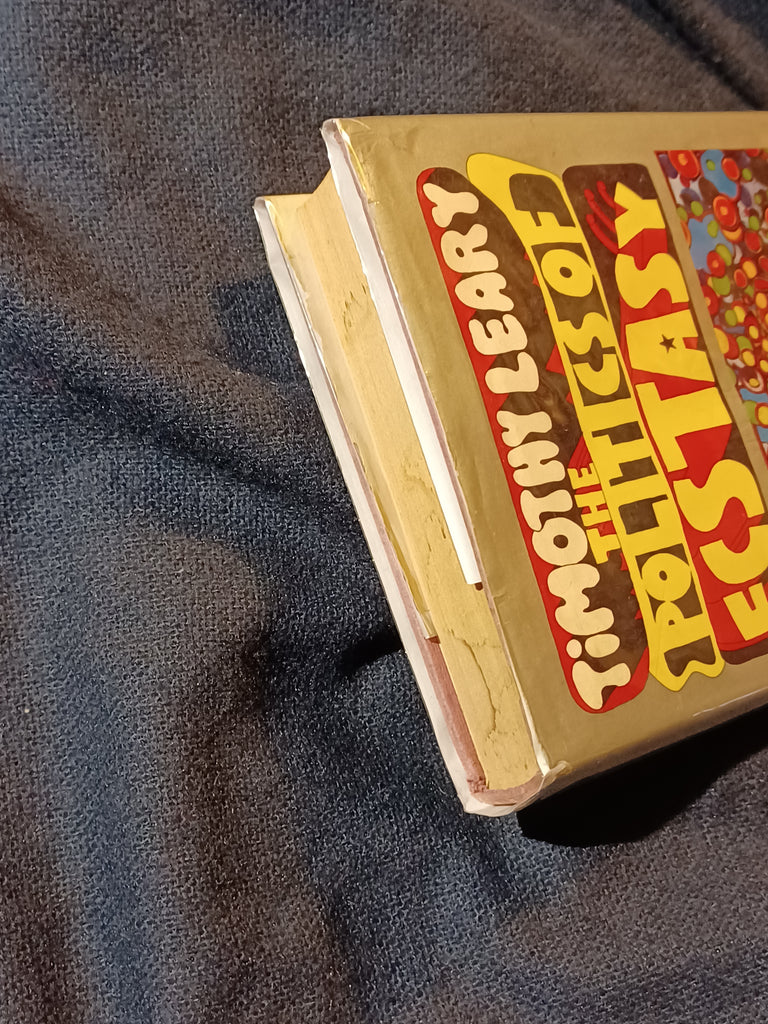 TiMOTHY LEARY
THE
POLITICS OF
ECSTASY